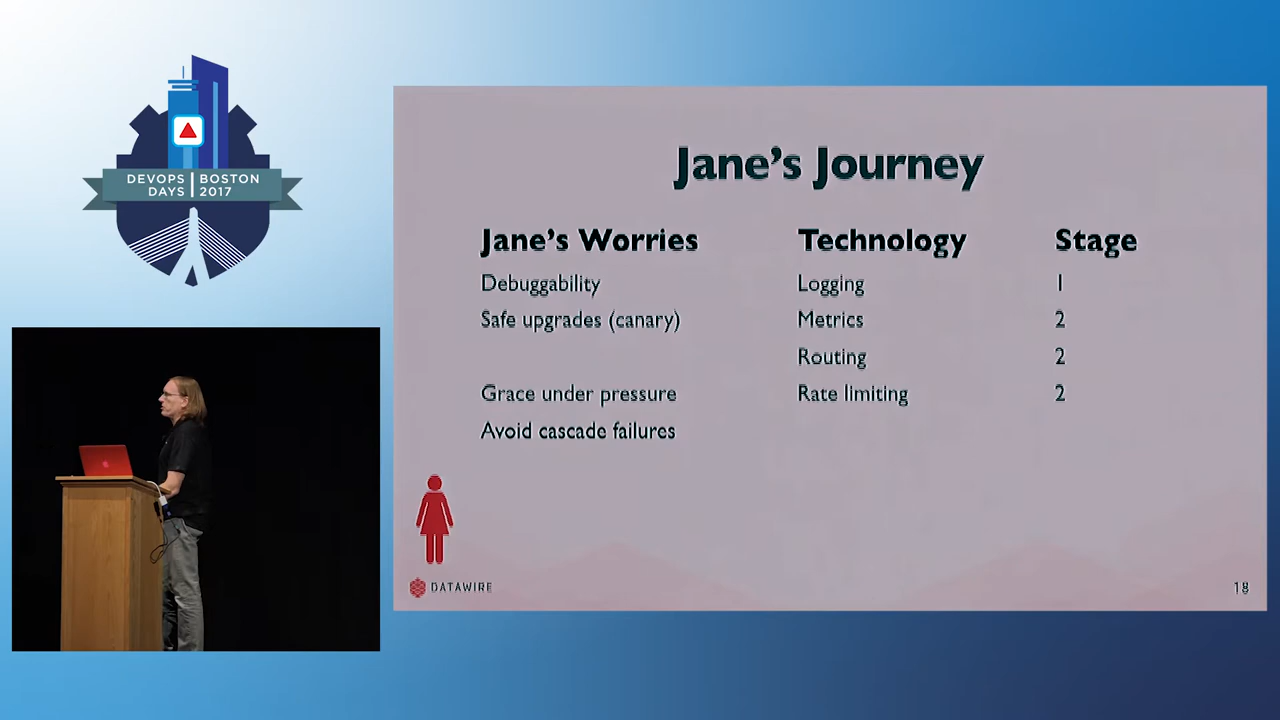 DEVOPS BOSTON
DAYS 2017
Jane's Journey
Jane's Worries Technology Stage
Debuggability Logging 1
Safe upgrades (canary) Metrics 2
Routing 2
Grace under pressure Rate limiting 2
Avoid cascade failures
DATAWIRE 18